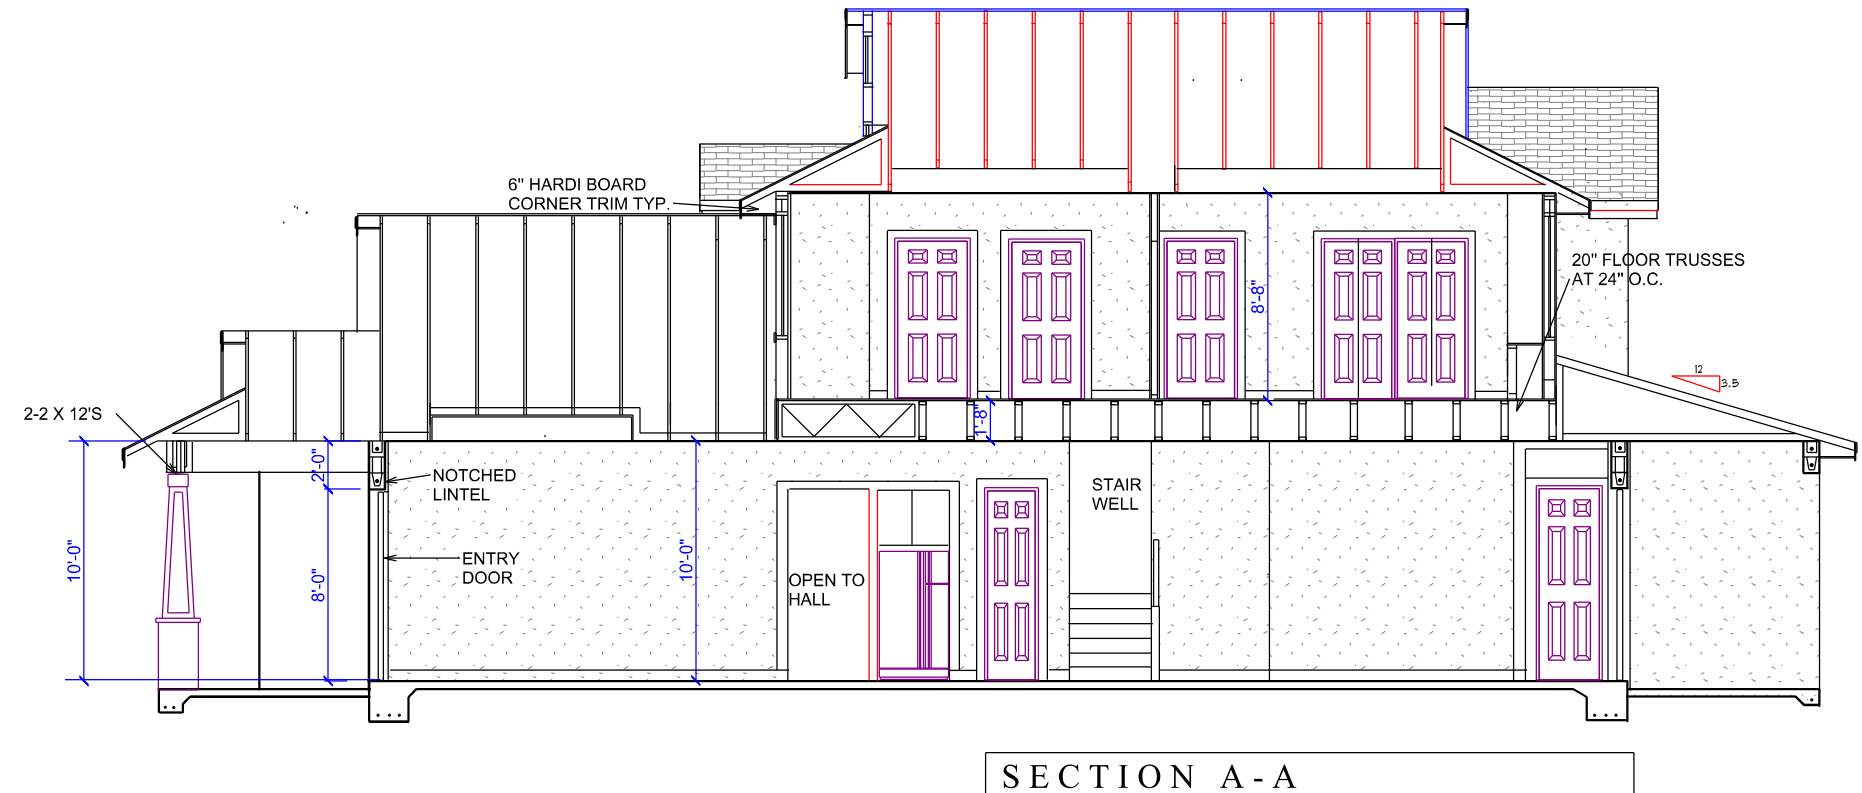 6" HARDI BOARD
CORNER TRIM TYP.
20" FLOOR TRUSSES
AT 24" O.C.
8'-8"
12
3.5
2-2 X 12'S
1'-8"
2'-0"
NOTCHED
LINTEL
STAIR
WELL
10'-0"
8'-0"
ENTRY
DOOR
10'-0"
OPEN TO
HALL
SECTION A-A